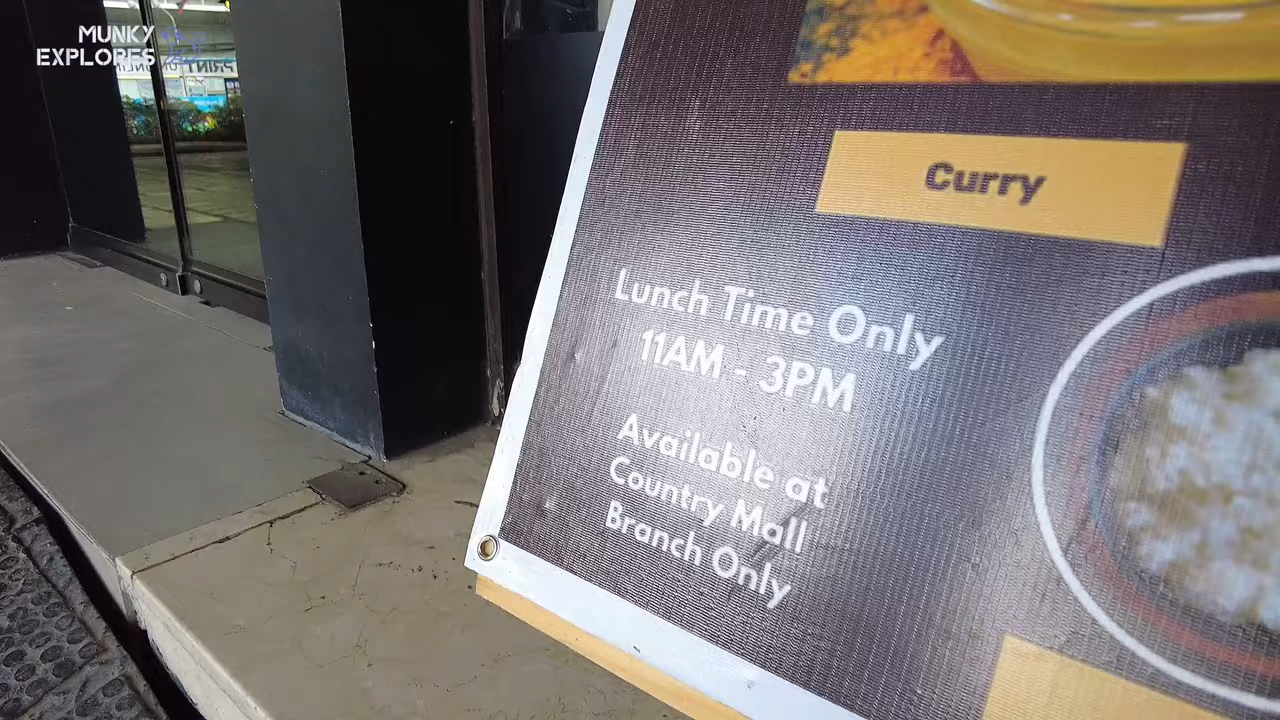 MUNKY
EXPLORES
Curry
Lunch Time Only
11AM - 3PM
Available at
Country Mall
Branch Only